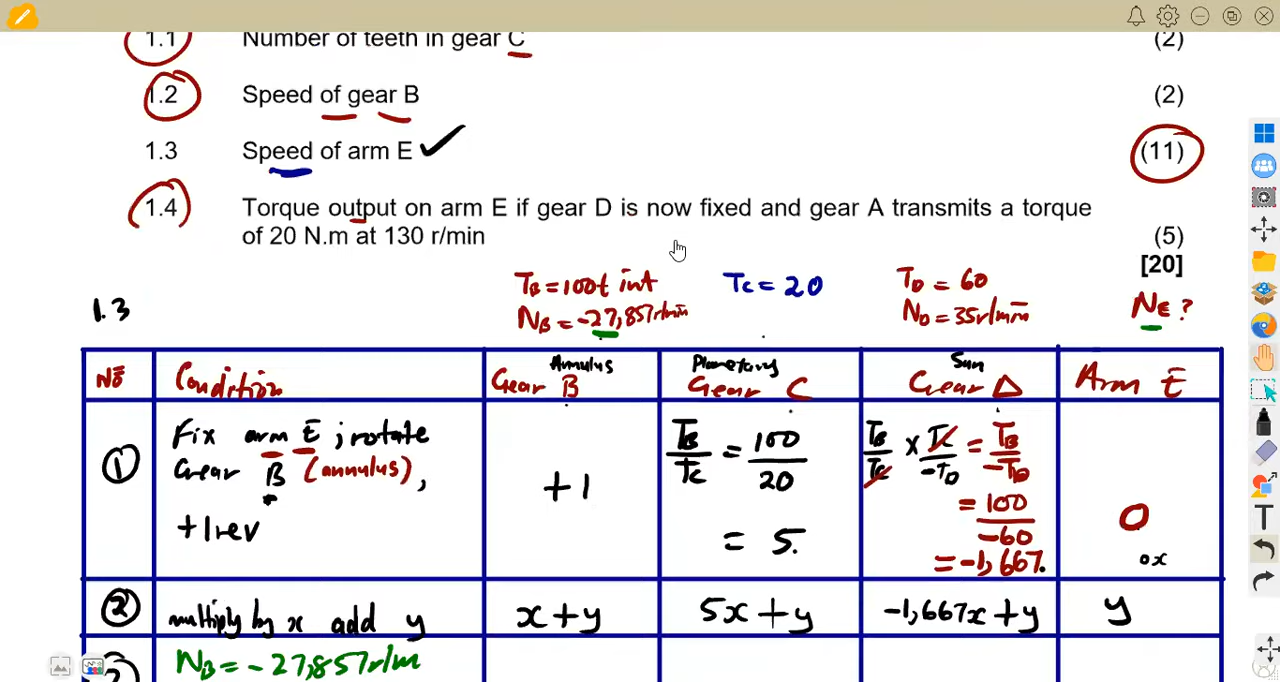 1.1 Number of teeth in gear C (2)
1.2 Speed of gear B (2)
1.3 Speed of arm E (11)
1.4 Torque output on arm E if gear D is now fixed and gear A transmits a torque
of 20 N.m at 130 r/min (5)
[20]
TB = 100t int TC = 20 TD = 60
1.3 NB = -27,857r/min ND = 35r/min NE ?
No Condition Annulus Gear B Planetary Gear C Sun Gear D Arm E
① Fix arm E ; rotate TB/TC = 100/20 TB/TC × TC/-TD = TB/-TD
Gear B (annulus), +1 = 100/-60 0
+1rev = 5. = -1,667. ox
② multiply by x add y x+y 5x+y -1,667x+y y
NB = -27,857r/m
T